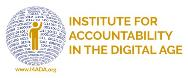 INSTITUTE FOR
ACCOUNTABILITY
IN THE DIGITAL AGE
www.I4ADA.org